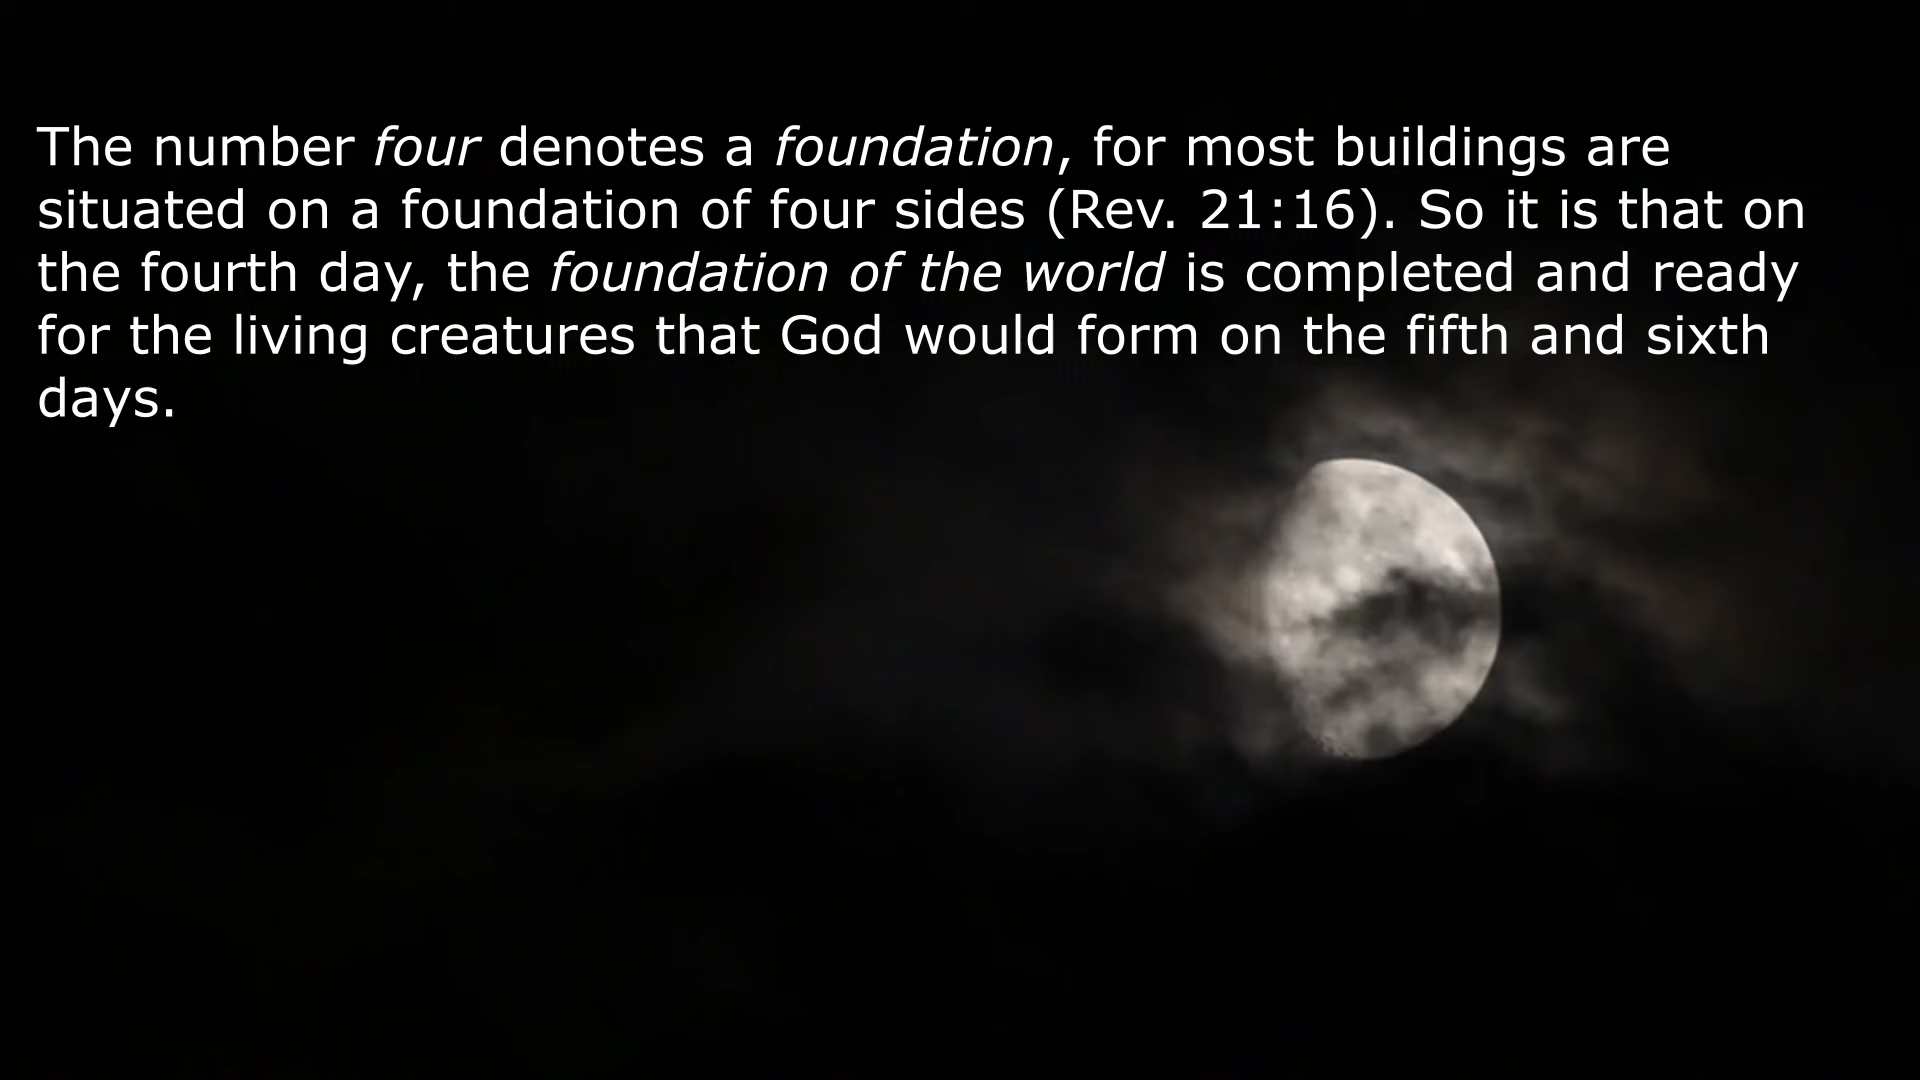 The number four denotes a foundation, for most buildings are
situated on a foundation of four sides (Rev. 21:16). So it is that on
the fourth day, the foundation of the world is completed and ready
for the living creatures that God would form on the fifth and sixth
days.